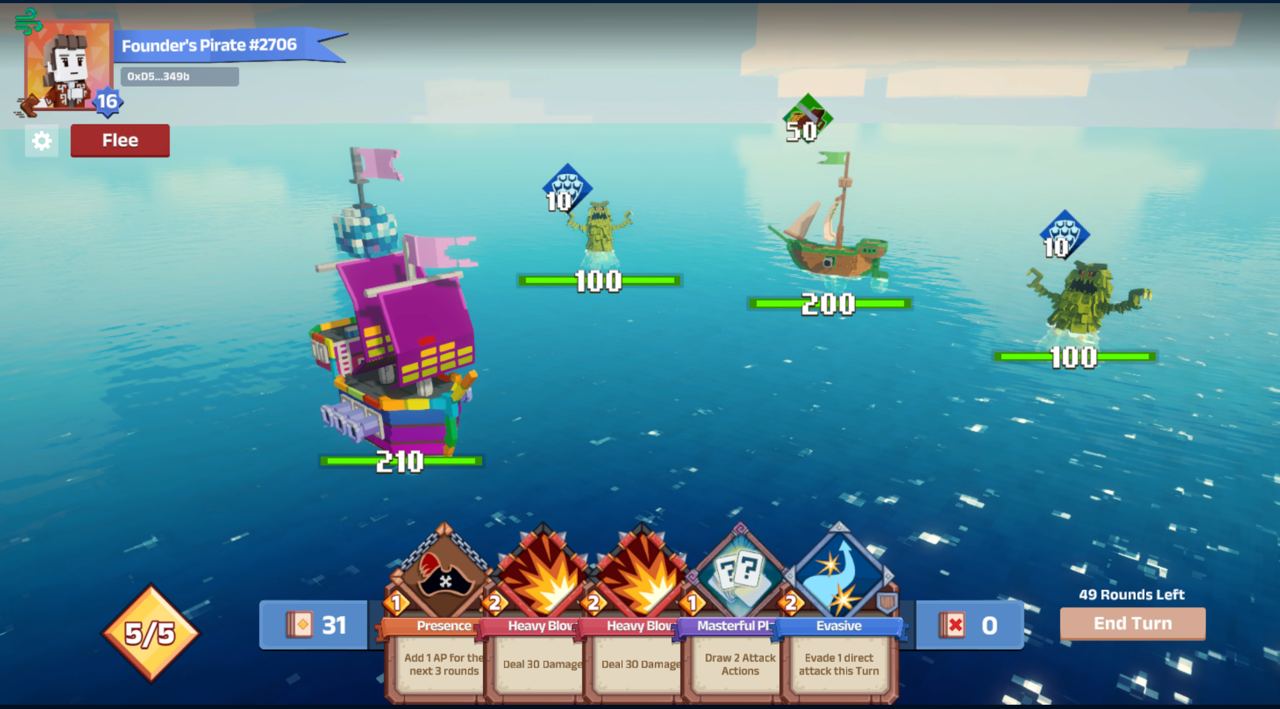 Founder's Pirate #2706
0xD5...349b
16
Flee
50
10
10
100
200
100
210
5/5
31
1
Presence
Add 1 AP for the
next 3 rounds
2
Heavy Blow
Deal 30 Damage
2
Heavy Blow
Deal 30 Damage
1
Masterful Pl
Draw 2 Attack
Actions
2
Evasive
Evade 1 direct
attack this Turn
0
49 Rounds Left
End Turn